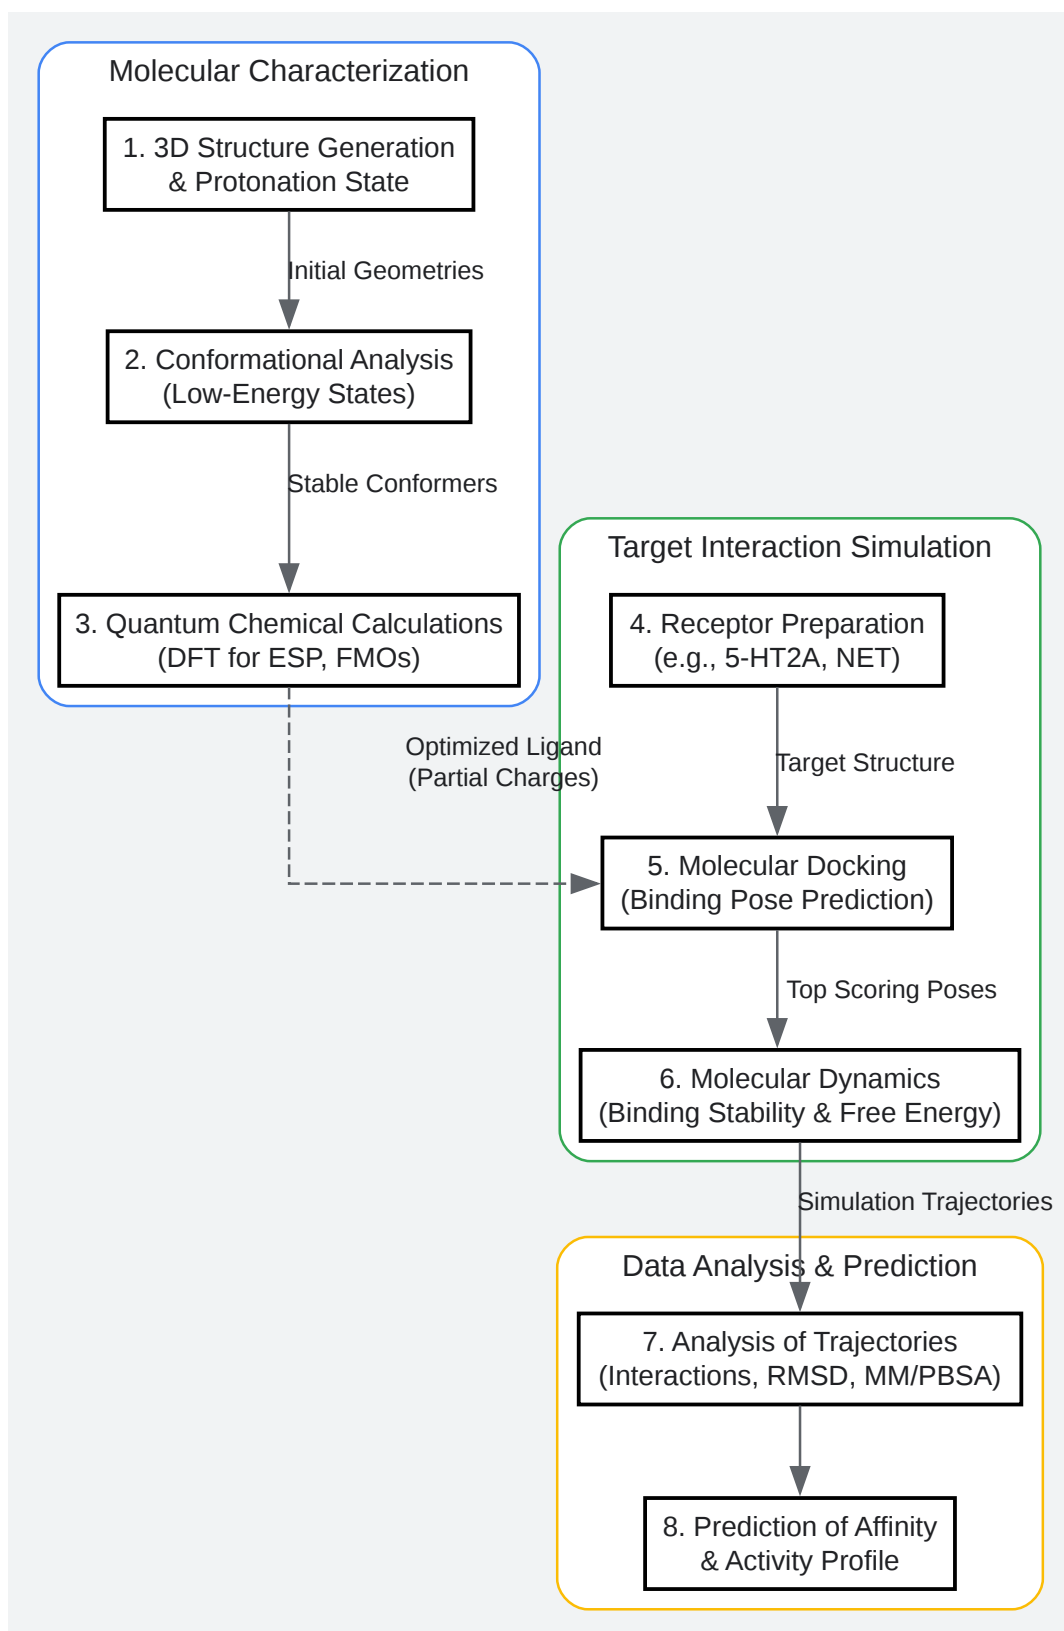 Molecular Characterization
1. 3D Structure Generation
& Protonation State
Initial Geometries
2. Conformational Analysis
(Low-Energy States)
Stable Conformers
3. Quantum Chemical Calculations
(DFT for ESP, FMOs)
Optimized Ligand
(Partial Charges)
Target Interaction Simulation
4. Receptor Preparation
(e.g., 5-HT2A, NET)
Target Structure
5. Molecular Docking
(Binding Pose Prediction)
Top Scoring Poses
6. Molecular Dynamics
(Binding Stability & Free Energy)
Simulation Trajectories
Data Analysis & Prediction
7. Analysis of Trajectories
(Interactions, RMSD, MM/PBSA)
8. Prediction of Affinity
& Activity Profile